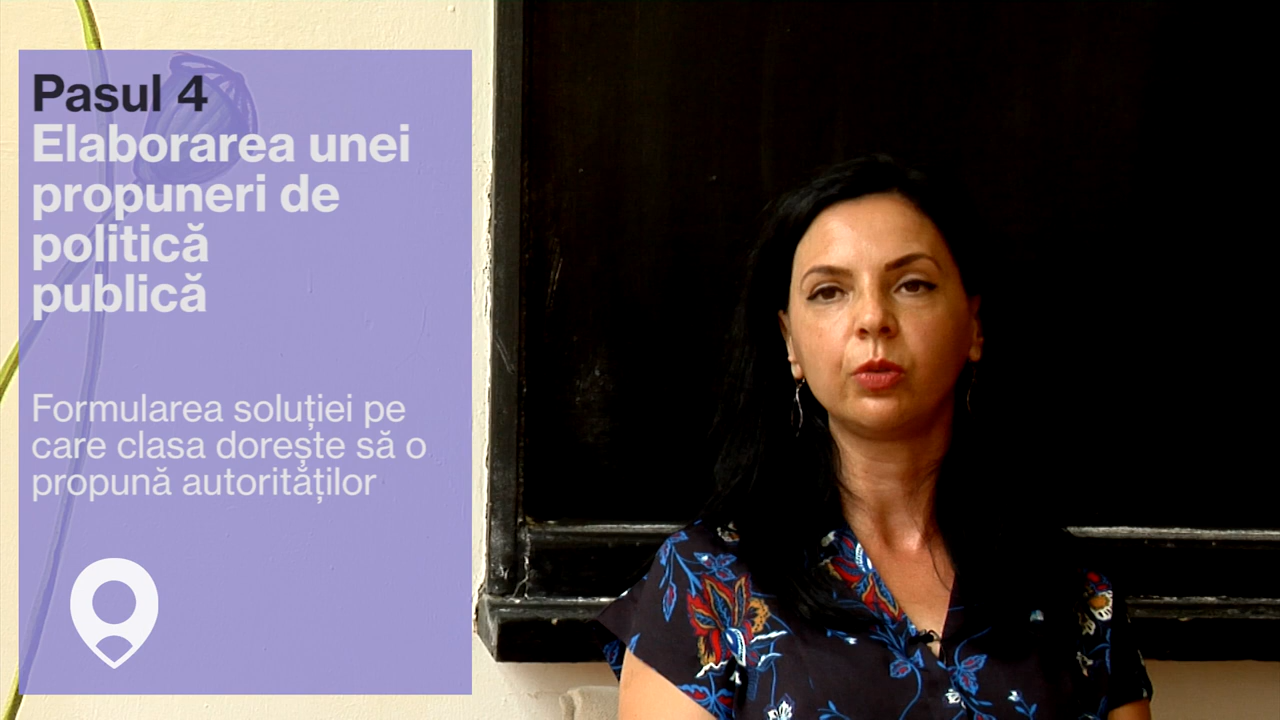 Pasul 4
Elaborarea unei
propuneri de
politică
publică
Formularea soluției pe
care clasa dorește să o
propună autorităților